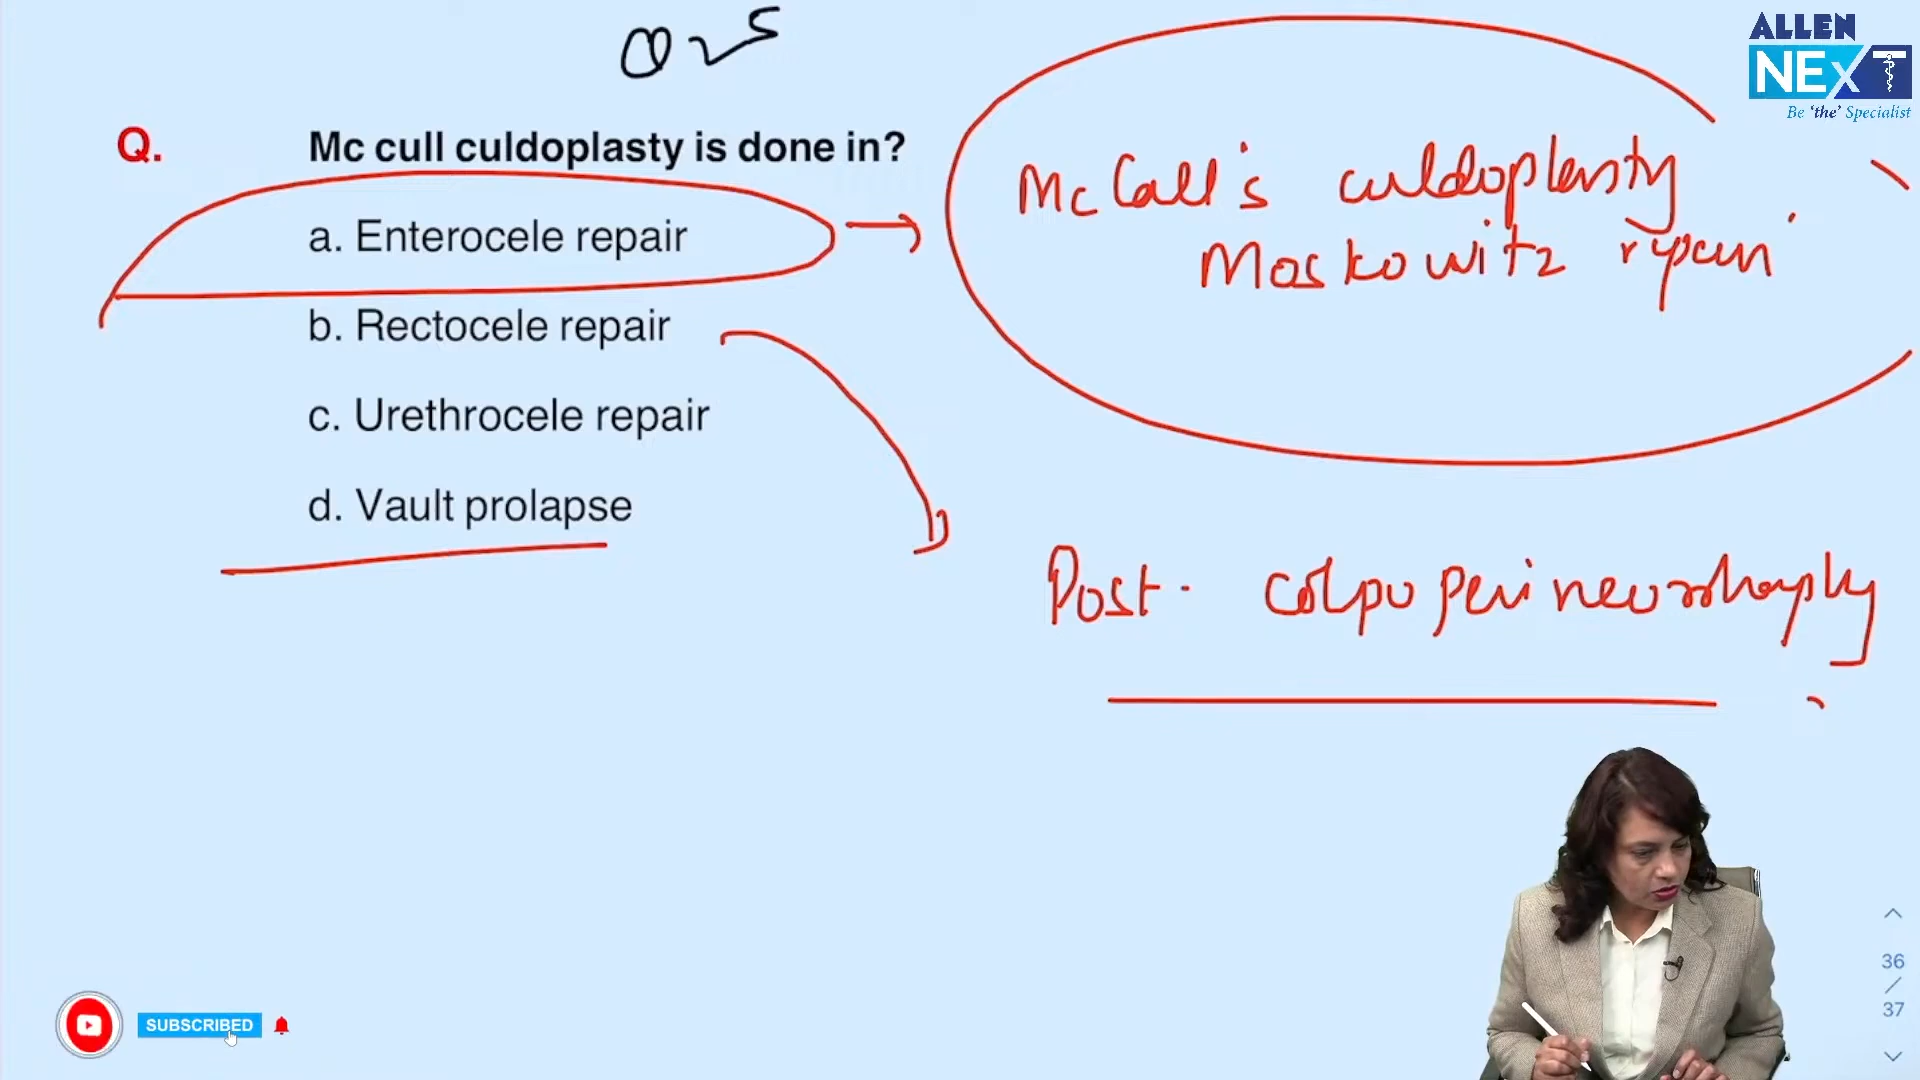 ALLEN
NEXT
Be 'the' Specialist
Q. Mc cull culdoplasty is done in?
a. Enterocele repair
b. Rectocele repair
c. Urethrocele repair
d. Vault prolapse
McCall's culdoplasty
Moskowitz repair
Post. colpoperineorrhaphy
SUBSCRIBED
36
/
37